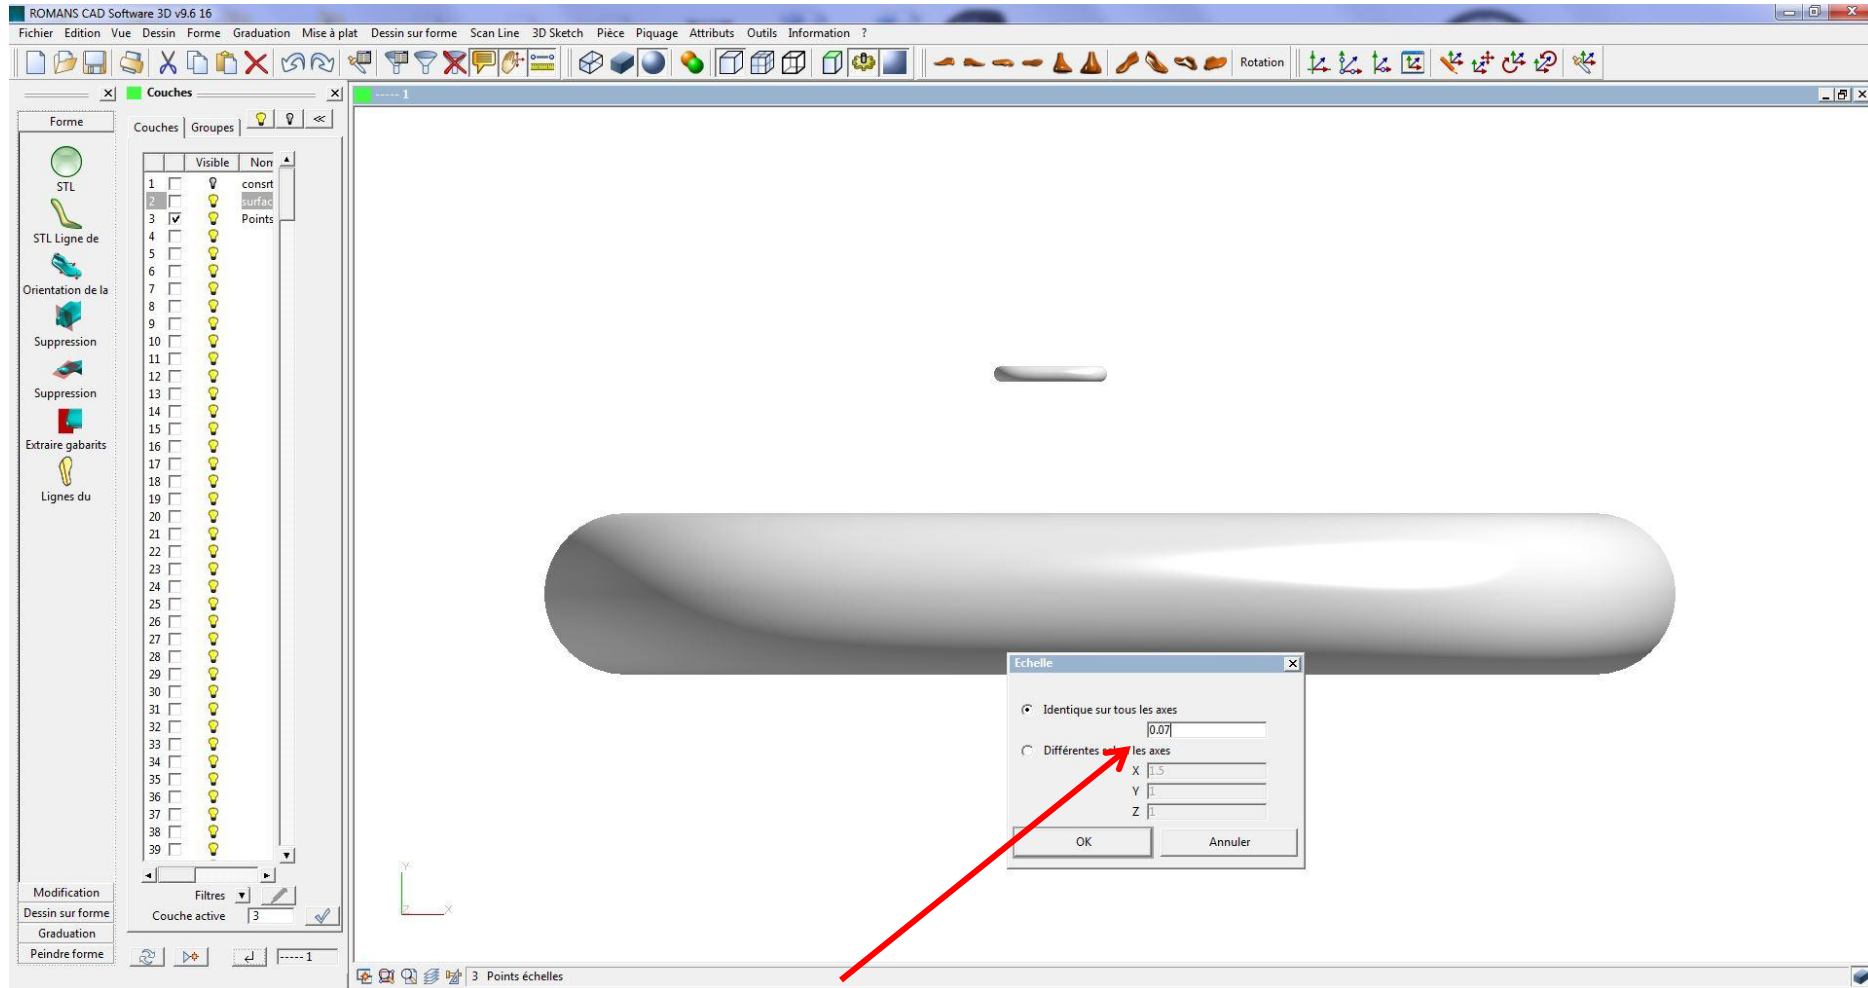 ROMANS CAD Software 3D v9.6 16
Fichier Edition Vue Dessin Forme Graduation Mise à plat Dessin sur forme Scan Line 3D Sketch Pièce Piquage Attributs Outils Information ?
Rotation
Couches
----- 1
Forme
Couches Groupes
STL
STL Ligne de
Orientation de la
Suppression
Suppression
Extraire gabarits
Lignes du
Visible Nom
1 consrt
2 surfac
3 Points
4
5
6
7
8
9
10
11
12
13
14
15
16
17
18
19
20
21
22
23
24
25
26
27
28
29
30
31
32
33
34
35
36
37
38
39
Modification
Dessin sur forme
Graduation
Peindre forme
Filtres
Couche active 3
----- 1
Echelle
Identique sur tous les axes
0.07
Différentes les axes
X 1.5
Y 1
Z 1
OK Annuler
Y
Z X
3 Points échelles